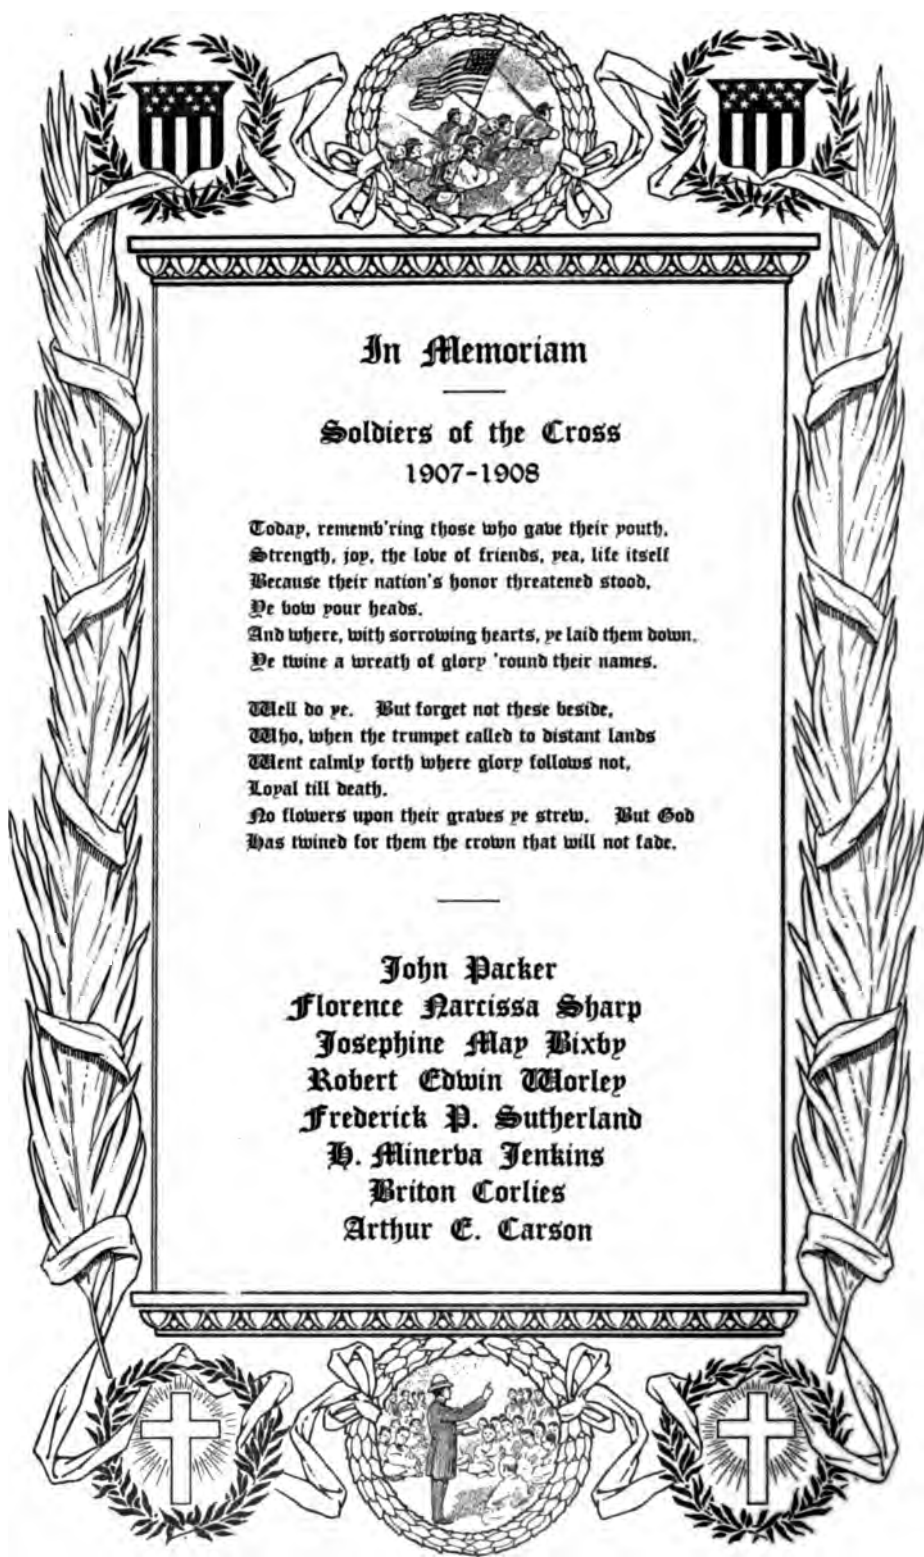 In Memoriam
Soldiers of the Cross
1907-1908
Today, rememb'ring those who gave their youth,
Strength, joy, the love of friends, yea, life itself
Because their nation's honor threatened stood,
Ye bow your heads.
And where, with sorrowing hearts, ye laid them down,
Ye twine a wreath of glory 'round their names.
Well do ye. But forget not these beside,
Who, when the trumpet called to distant lands
Went calmly forth where glory follows not,
Loyal till death.
No flowers upon their graves ye strew. But God
Has twined for them the crown that will not fade.
John Packer
Florence Narcissa Sharp
Josephine May Bixby
Robert Edwin Worley
Frederick P. Sutherland
H. Minerva Jenkins
Briton Corlies
Arthur E. Carson